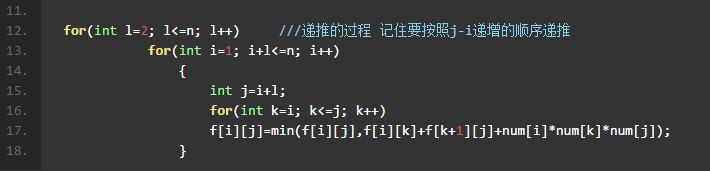 11.
12. for(int l=2; l<=n; l++) ///递推的过程 记住要按照j-i递增的顺序递推
13. for(int i=1; i+l<=n; i++)
14. {
15. int j=i+l;
16. for(int k=i; k<=j; k++)
17. f[i][j]=min(f[i][j],f[i][k]+f[k+1][j]+num[i]*num[k]*num[j]);
18. }